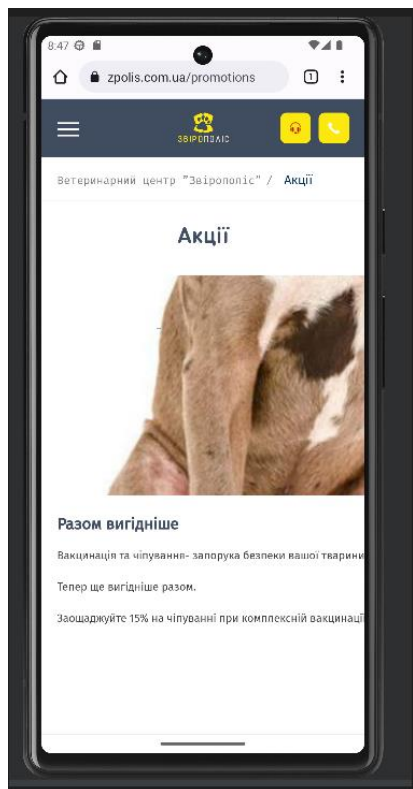 8:47
zpolis.com.ua/promotions
1
ЗВІРОПОЛІС
Ветеринарний центр "Звірополіс" / Акції
Акції
Разом вигідніше
Вакцинація та чіпування- запорука безпеки вашої тварини
Тепер ще вигідніше разом.
Заощаджуйте 15% на чіпуванні при комплексній вакцинаці